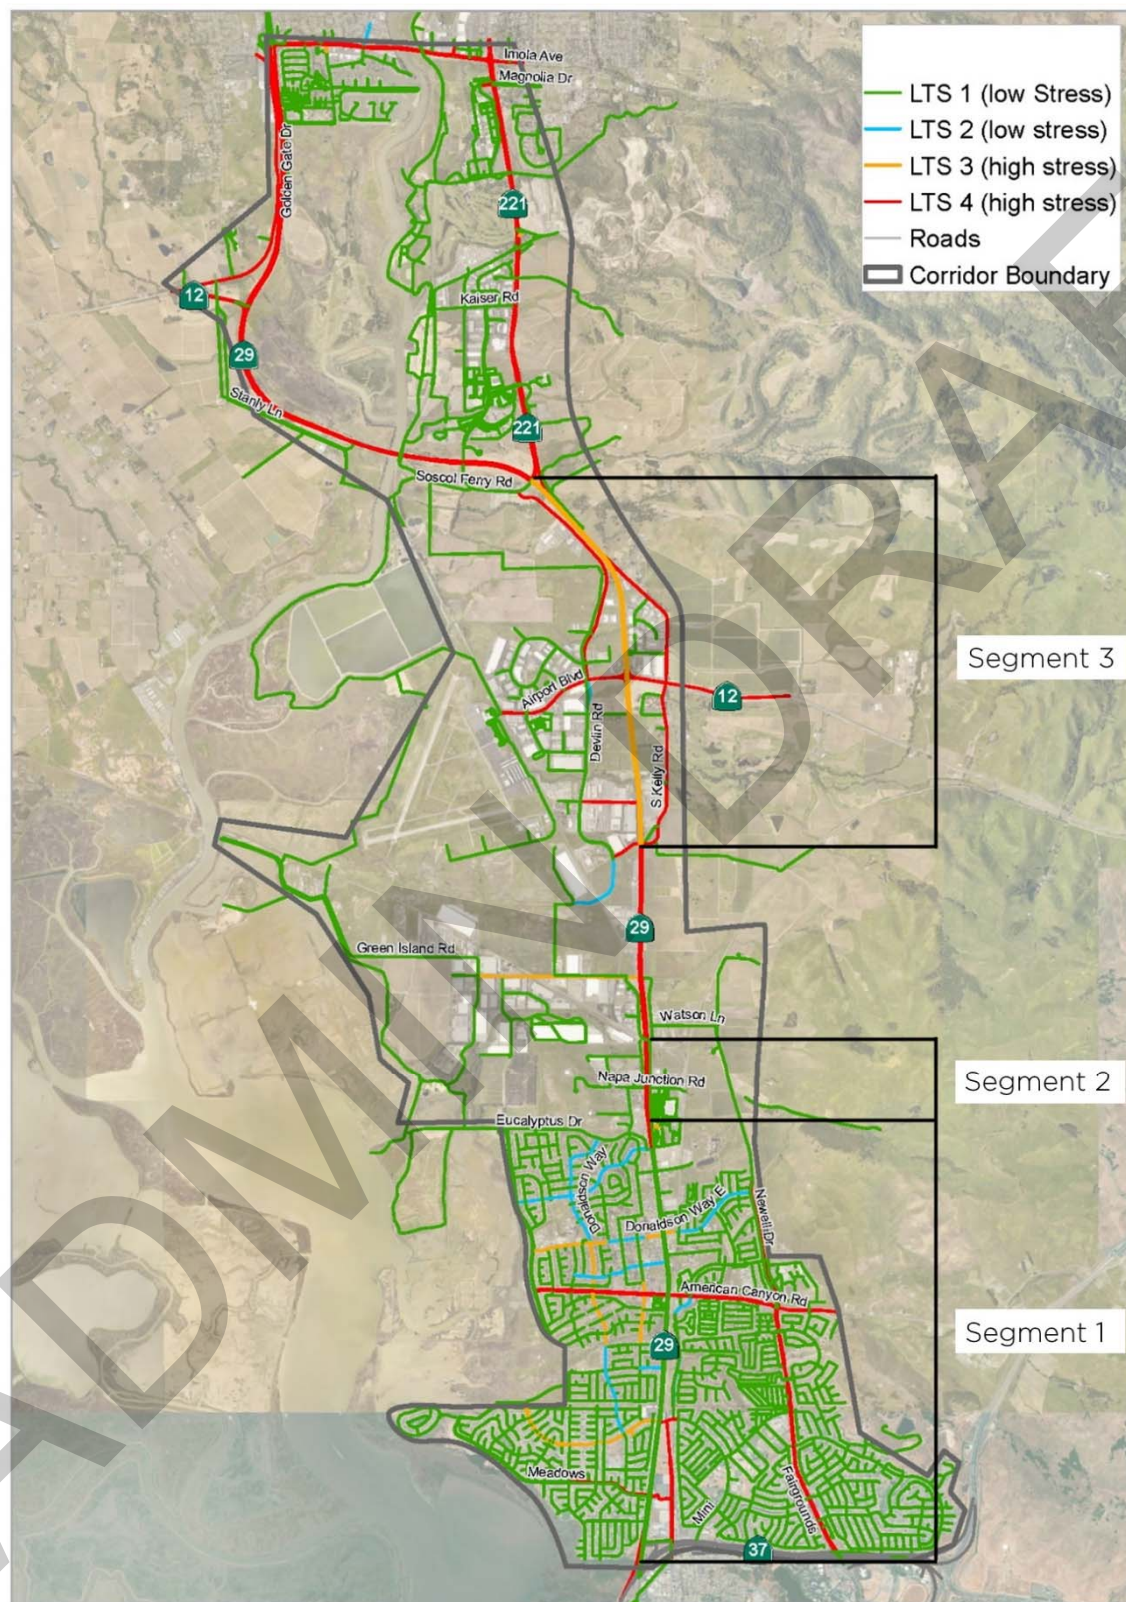 Imola Ave
Magnolia Dr
LTS 1 (low Stress)
LTS 2 (low stress)
LTS 3 (high stress)
LTS 4 (high stress)
Roads
Corridor Boundary
Golden Gate Dr
221
12
Kaiser Rd
29
Stanly Ln
221
Soscol Ferry Rd
Segment 3
Airport Blvd
12
Devlin Rd
S Kelly Rd
29
Green Island Rd
Watson Ln
Napa Junction Rd
Segment 2
Eucalyptus Dr
Donaldson Way
Donaldson Way E
Newell Dr
American Canyon Rd
29
Segment 1
Meadows
Mini
Fairgrounds
37
ADMIN DRAF